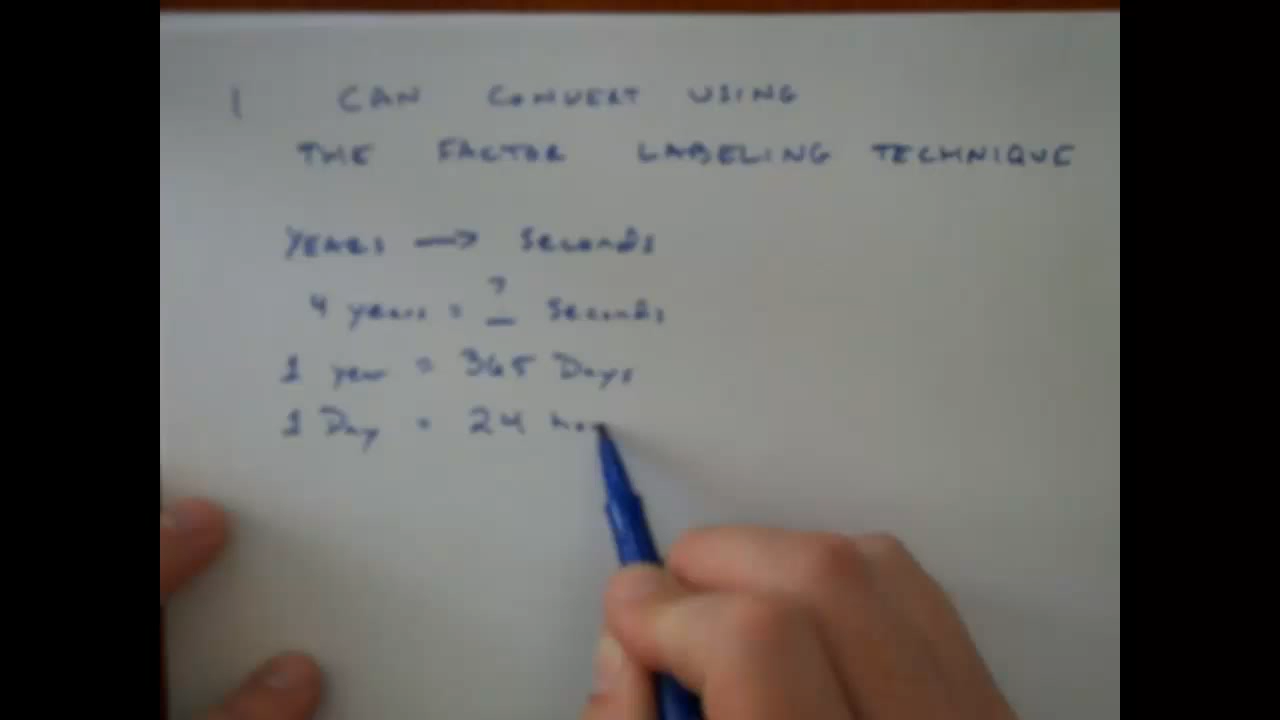 I CAN CONVERT USING
THE FACTOR LABELING TECHNIQUE
YEARS → Seconds
4 years = ? Seconds
1 year = 365 Days
1 Day = 24 hou